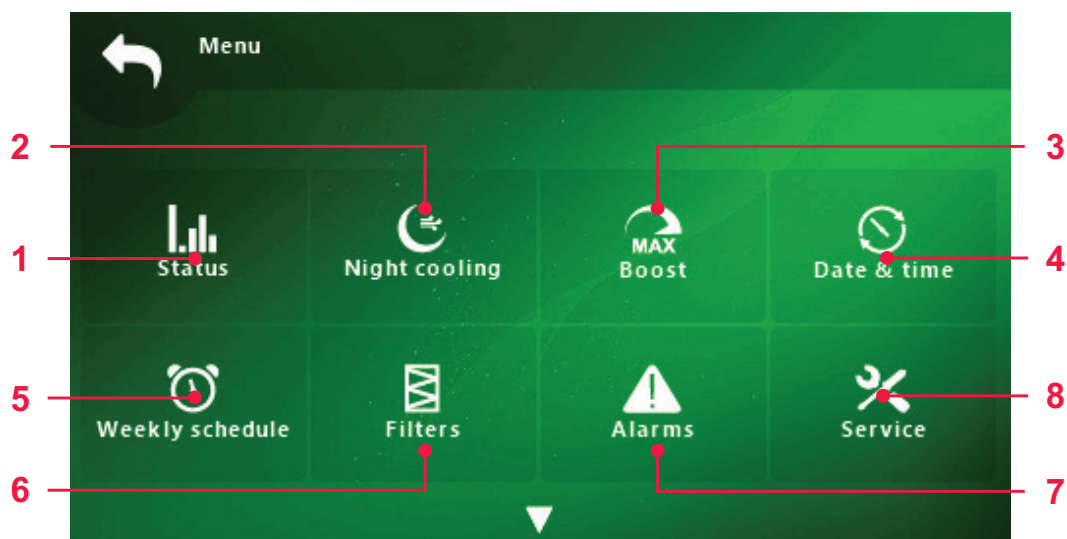 Menu
2
3
MAX
1
Status
Night cooling
Boost
Date & time
4
5
8
Weekly schedule
Filters
Alarms
Service
6
7